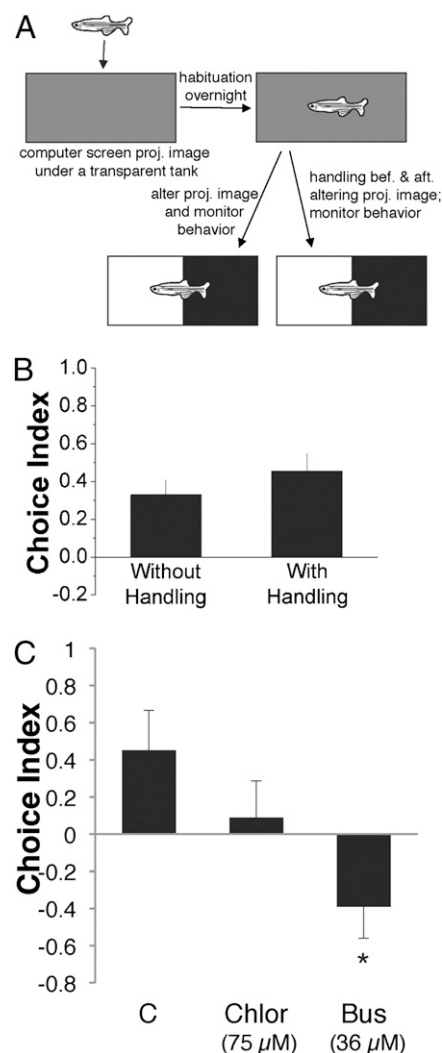 A
habituation
overnight
computer screen proj. image
under a transparent tank
alter proj. image
and monitor
behavior
handling bef. & aft.
altering proj. image;
monitor behavior
B
Choice Index
1.0
0.8
0.6
0.4
0.2
0.0
-0.2
Without
Handling
With
Handling
C
Choice Index
1
0.8
0.6
0.4
0.2
0
-0.2
-0.4
-0.6
-0.8
*
C
Chlor
(75 µM)
Bus
(36 µM)